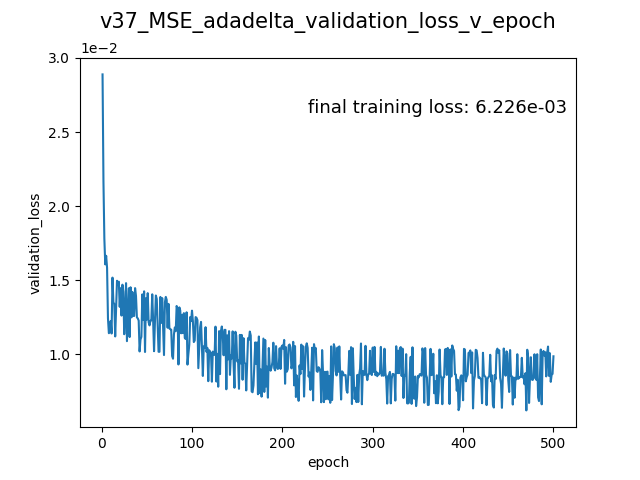 v37_MSE_adadelta_validation_loss_v_epoch
1e−2
3.0
2.5
2.0
1.5
1.0
validation_loss
final training loss: 6.226e-03
0 100 200 300 400 500
epoch